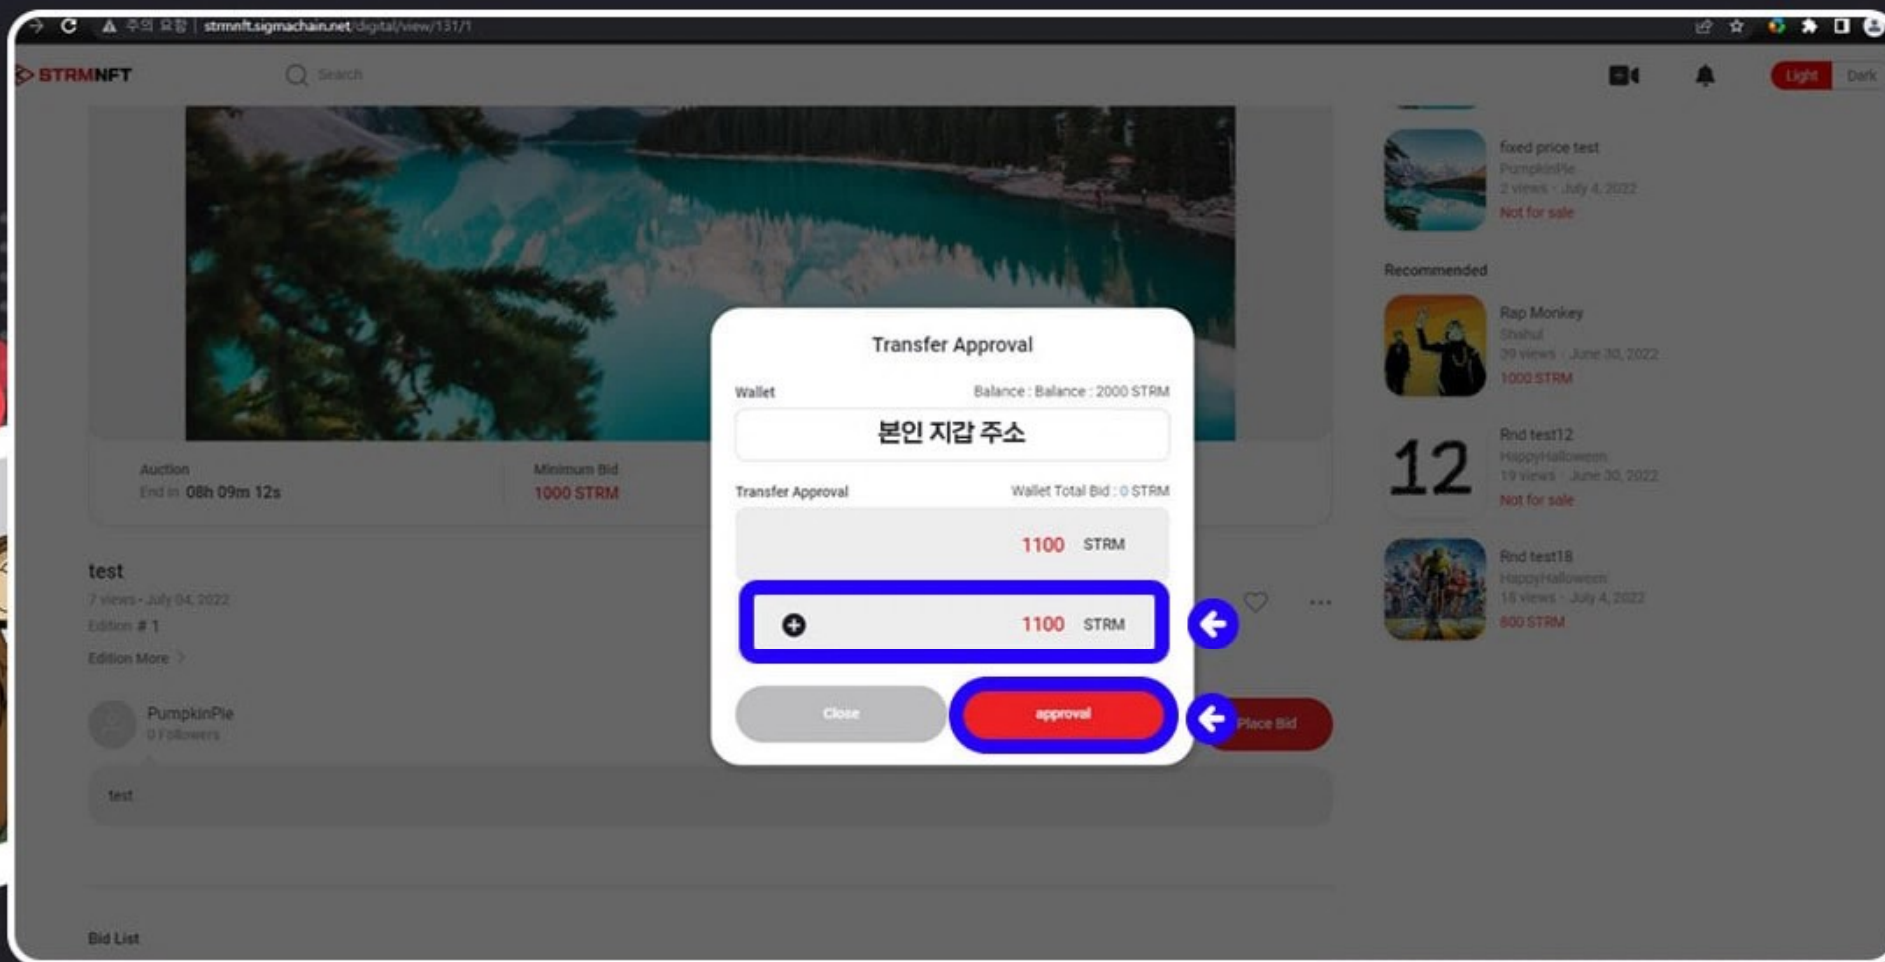 주의 요함 | strmnft.sigmachain.net/digital/view/131/1
STRMNFT
Search
Light Dark
fixed price test
PumpkinPie
2 views · July 4, 2022
Not for sale
Recommended
Rap Monkey
Shahul
39 views · June 30, 2022
1000 STRM
12
Rnd test12
HappyHalloween
19 views · June 30, 2022
Not for sale
Rnd test18
HappyHalloween
18 views · July 4, 2022
800 STRM
Transfer Approval
Wallet Balance : Balance : 2000 STRM
본인 지갑 주소
Transfer Approval Wallet Total Bid : 0 STRM
1100 STRM
1100 STRM
Close approval
Auction
End in 08h 09m 12s
Minimum Bid
1000 STRM
test
7 views • July 04, 2022
Edition # 1
Edition More >
PumpkinPie
0 Followers
Place Bid
test
Bid List